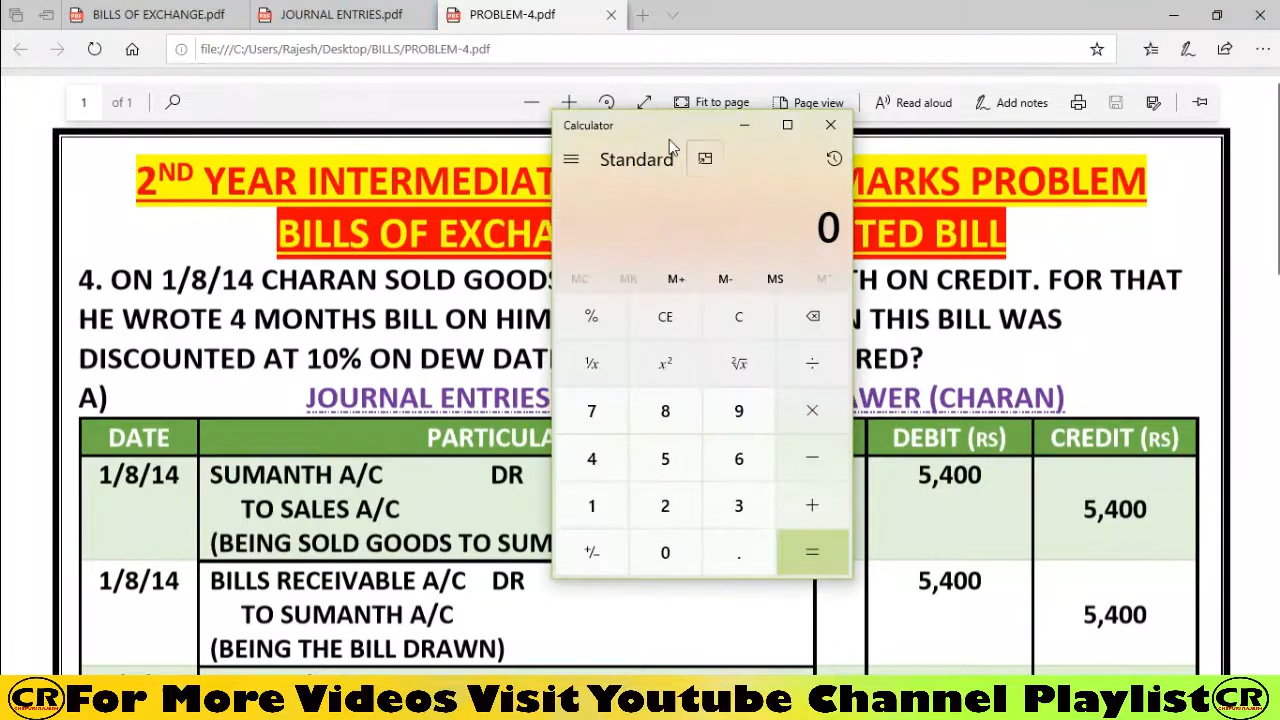 BILLS OF EXCHANGE.pdf
JOURNAL ENTRIES.pdf
PROBLEM-4.pdf
file:///C:/Users/Rajesh/Desktop/BILLS/PROBLEM-4.pdf
1 of 1
Fit to page
Page view
Read aloud
Add notes
Calculator
Standard
0
MC MR M+ M- MS M˅
% CE C
¹/x x² ²√x ÷
7 8 9 ×
4 5 6 −
1 2 3 +
+/− 0 . =
2ND YEAR INTERMEDIAT MARKS PROBLEM
BILLS OF EXCHA TED BILL
4. ON 1/8/14 CHARAN SOLD GOODS TH ON CREDIT. FOR THAT
HE WROTE 4 MONTHS BILL ON HIM N THIS BILL WAS
DISCOUNTED AT 10% ON DEW DAT RED?
A) JOURNAL ENTRIES AWER (CHARAN)
DATE PARTICULA DEBIT (RS) CREDIT (RS)
1/8/14 SUMANTH A/C DR 5,400
TO SALES A/C 5,400
(BEING SOLD GOODS TO SUM
1/8/14 BILLS RECEIVABLE A/C DR 5,400
TO SUMANTH A/C 5,400
(BEING THE BILL DRAWN)
CR For More Videos Visit Youtube Channel Playlist CR